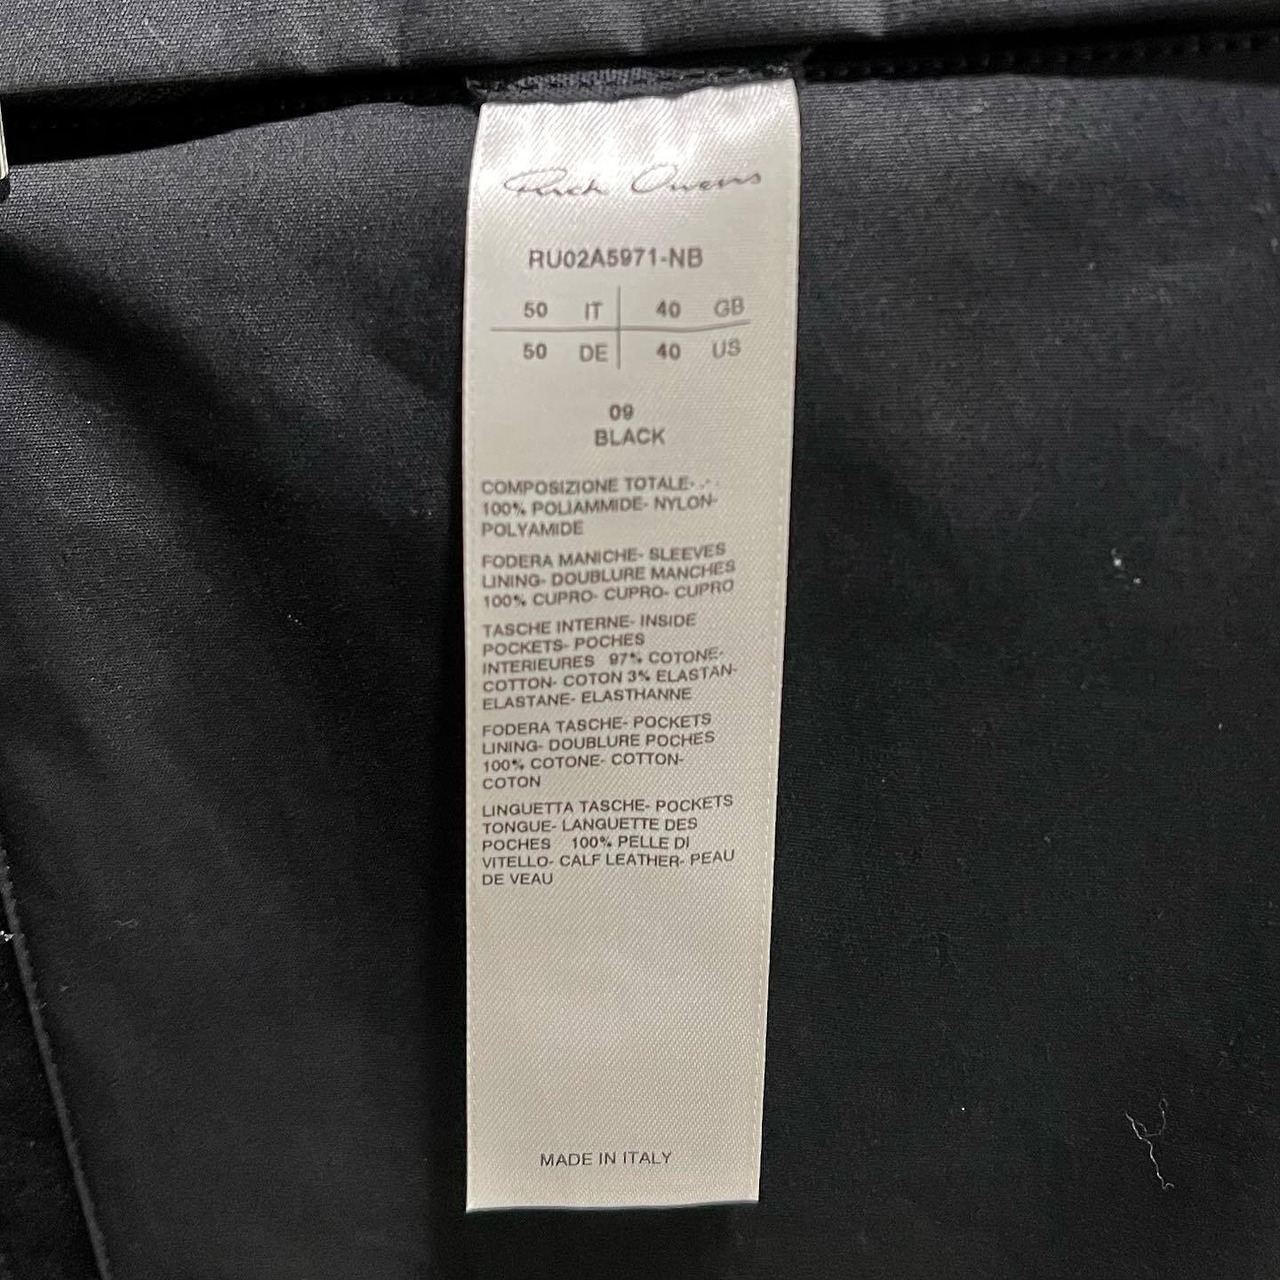 Rick Owens
RU02A5971-NB
50 IT 40 GB
50 DE 40 US
09
BLACK
COMPOSIZIONE TOTALE-
100% POLIAMMIDE- NYLON-
POLYAMIDE
FODERA MANICHE- SLEEVES
LINING- DOUBLURE MANCHES
100% CUPRO- CUPRO- CUPRO
TASCHE INTERNE- INSIDE
POCKETS- POCHES
INTERIEURES 97% COTONE-
COTTON- COTON 3% ELASTAN-
ELASTANE- ELASTHANNE
FODERA TASCHE- POCKETS
LINING- DOUBLURE POCHES
100% COTONE- COTTON-
COTON
LINGUETTA TASCHE- POCKETS
TONGUE- LANGUETTE DES
POCHES 100% PELLE DI
VITELLO- CALF LEATHER- PEAU
DE VEAU
MADE IN ITALY